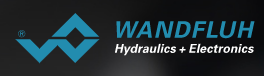 ®
WANDFLUH
Hydraulics + Electronics